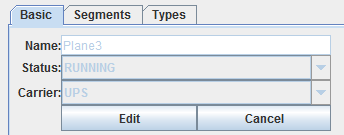 Basic Segments Types
Name: Plane3
Status: RUNNING
Carrier: UPS
Edit Cancel